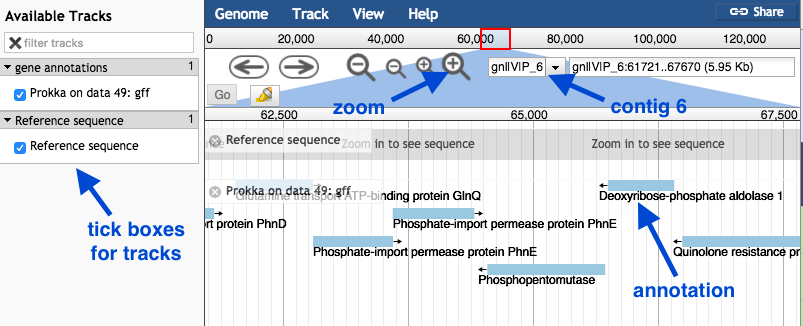 Available Tracks
filter tracks
gene annotations 1
Prokka on data 49: gff
Reference sequence 1
Reference sequence
tick boxes
for tracks
Genome Track View Help Share
0 20,000 40,000 60,000 80,000 100,000 120,000
gnl|VIP_6 gnl|VIP_6:61721..67670 (5.95 Kb)
Go
zoom
contig 6
62,500 65,000 67,500
Reference sequence Zoom in to see sequence Zoom in to see sequence
Prokka on data 49: gff
Glutamine transport ATP-binding protein GlnQ
Deoxyribose-phosphate aldolase 1
ort protein PhnD
Phosphate-import permease protein PhnE
Phosphate-import permease protein PhnE
Quinolone resistance pr
Phosphopentomutase
annotation